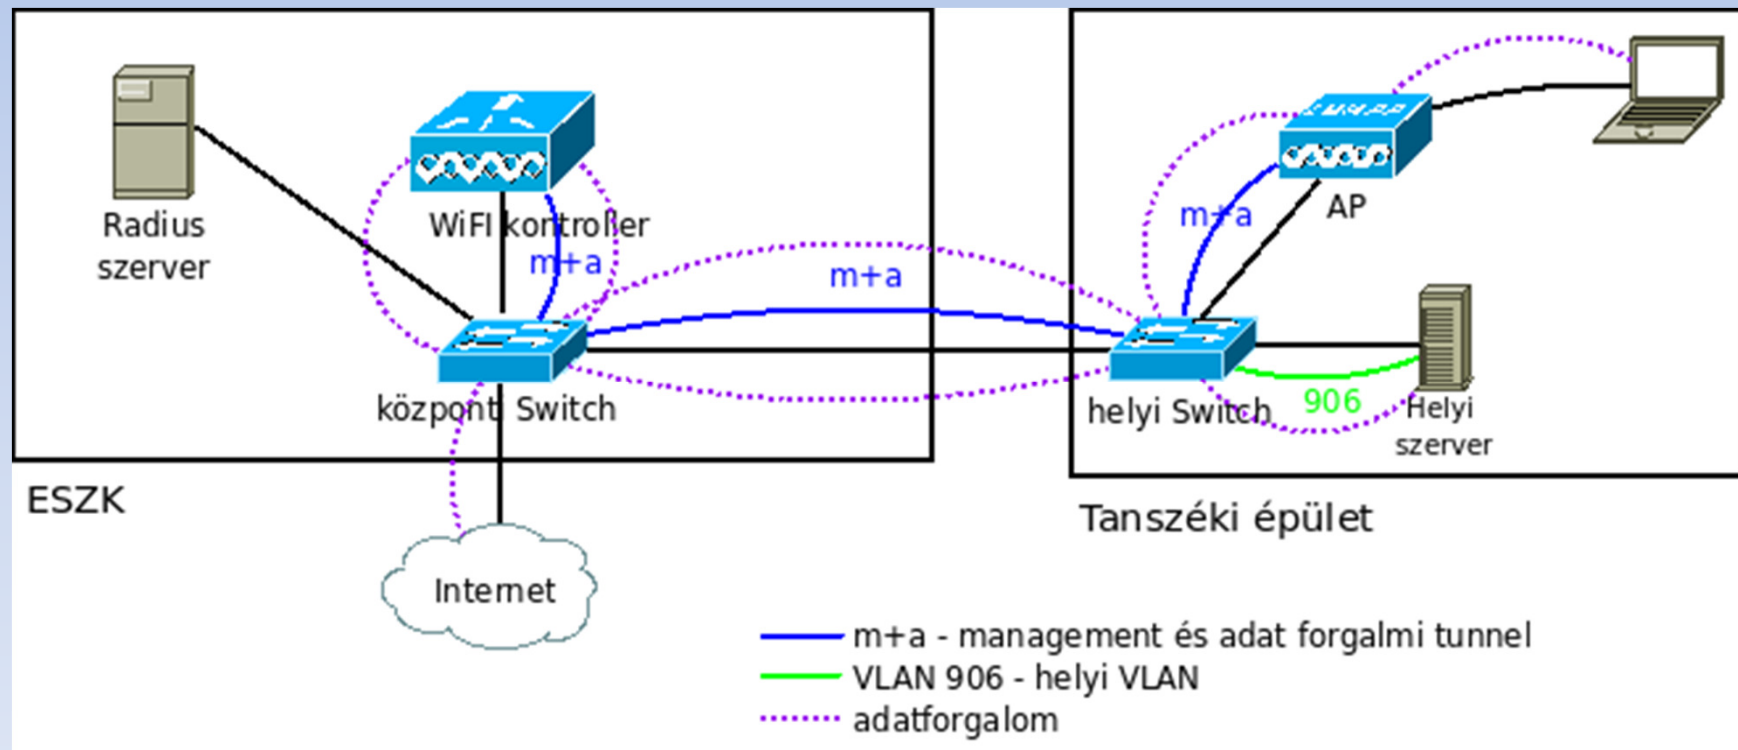 Radius
szerver
WiFI kontroller
m+a
m+a
m+a
AP
központi Switch
helyi Switch
906
Helyi
szerver
ESZK
Tanszéki épület
Internet
m+a - management és adat forgalmi tunnel
VLAN 906 - helyi VLAN
adatforgalom